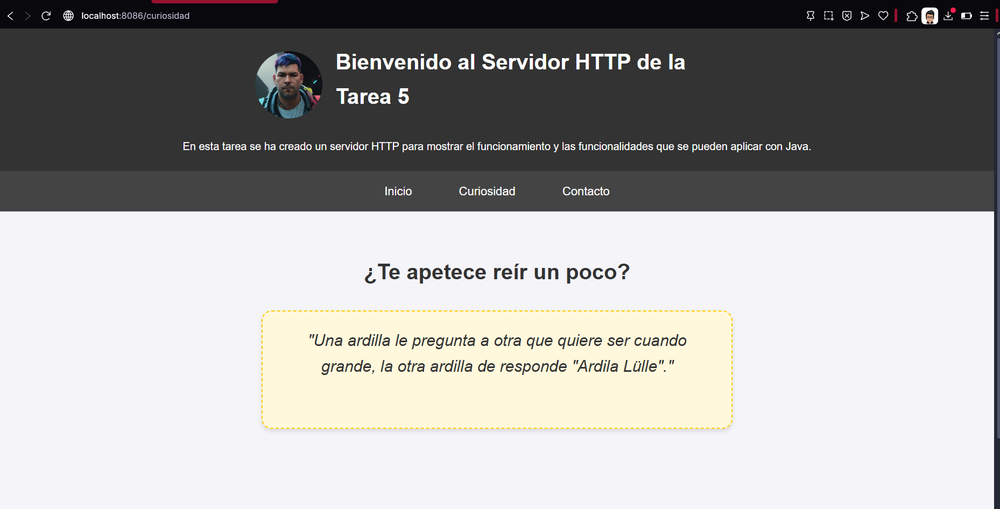 localhost:8086/curiosidad
Bienvenido al Servidor HTTP de la
Tarea 5
En esta tarea se ha creado un servidor HTTP para mostrar el funcionamiento y las funcionalidades que se pueden aplicar con Java.
Inicio Curiosidad Contacto
¿Te apetece reír un poco?
"Una ardilla le pregunta a otra que quiere ser cuando
grande, la otra ardilla de responde "Ardila Lülle"."